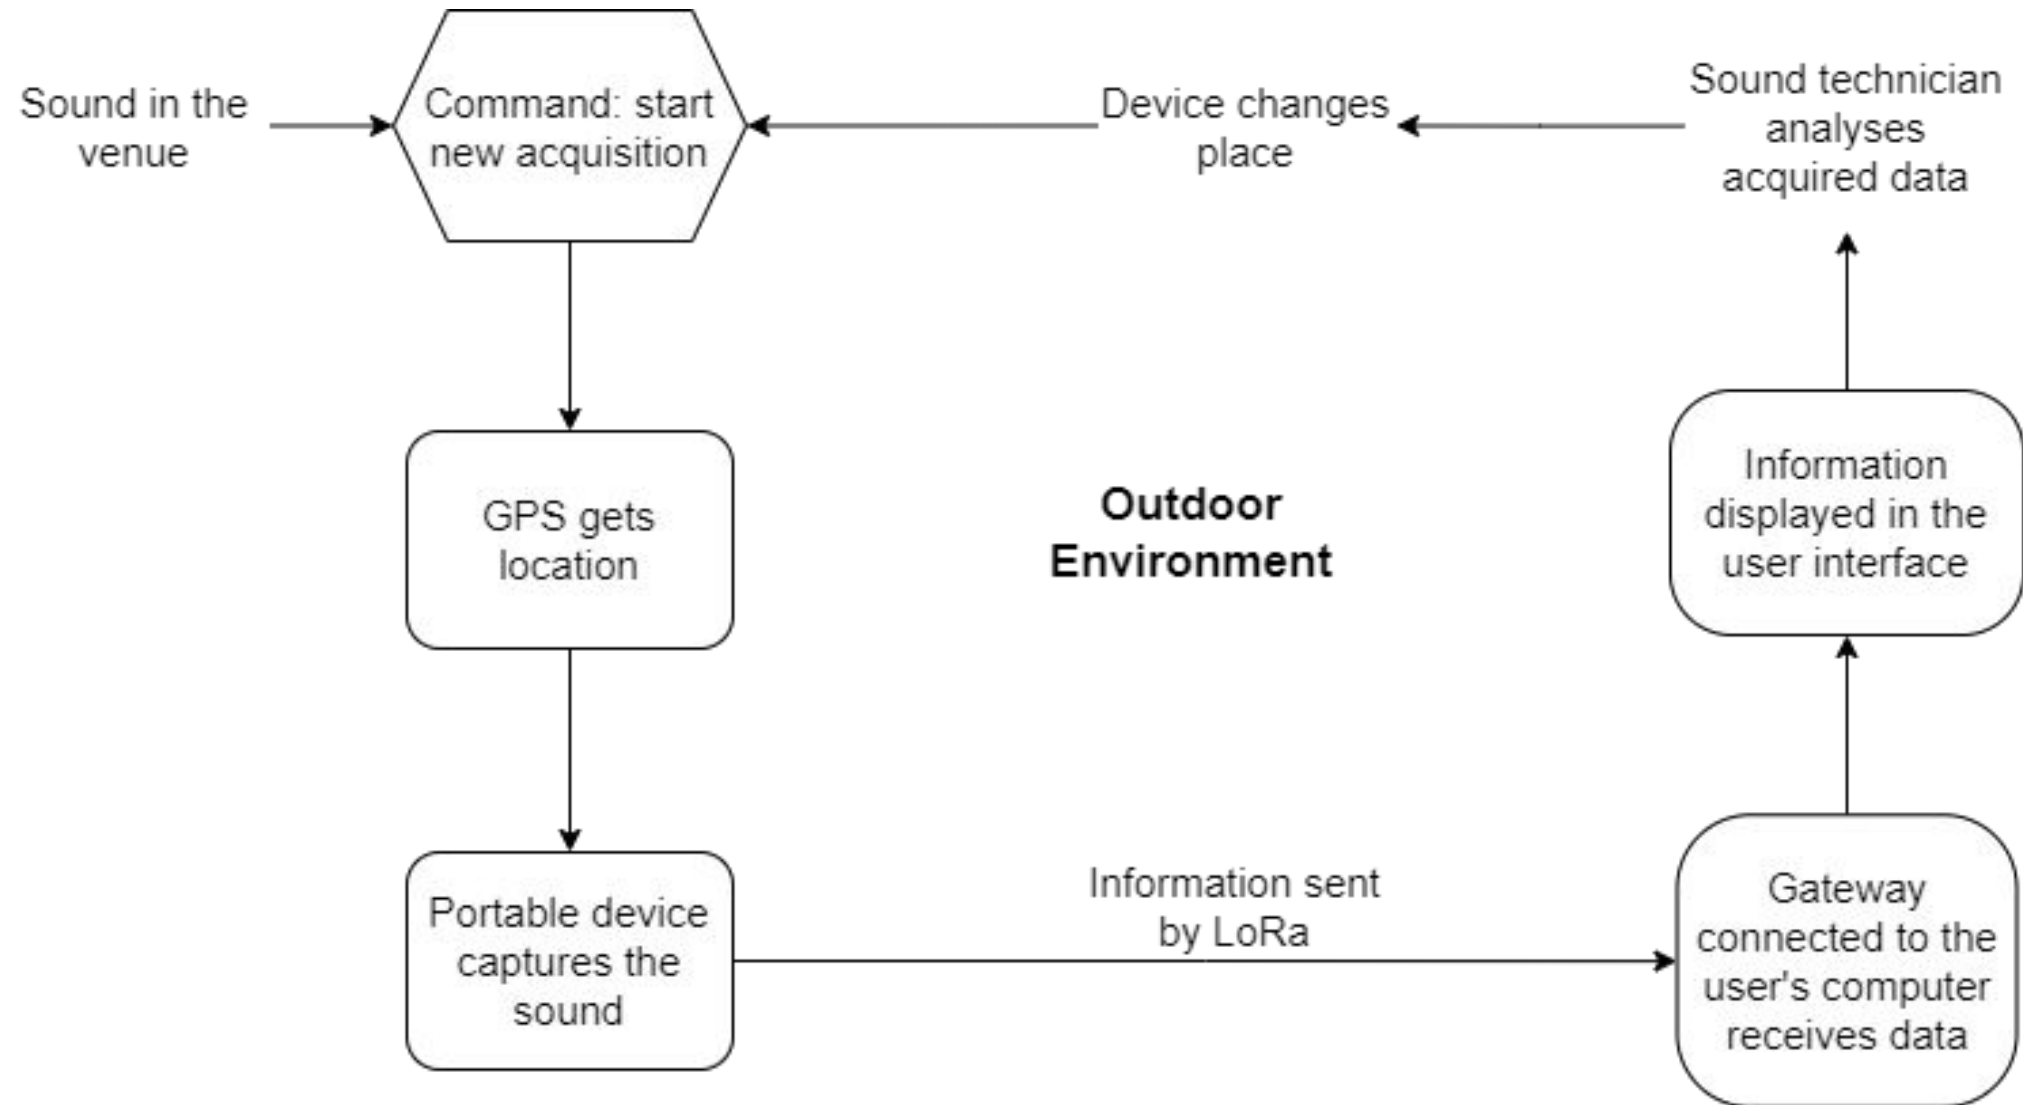 Sound in the
venue
Command: start
new acquisition
Device changes
place
Sound technician
analyses
acquired data
GPS gets
location
Outdoor
Environment
Information
displayed in the
user interface
Portable device
captures the
sound
Information sent
by LoRa
Gateway
connected to the
user's computer
receives data